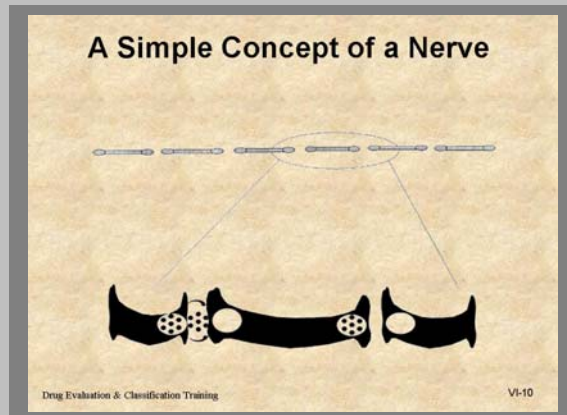 A Simple Concept of a Nerve
Drug Evaluation & Classification Training
VI-10